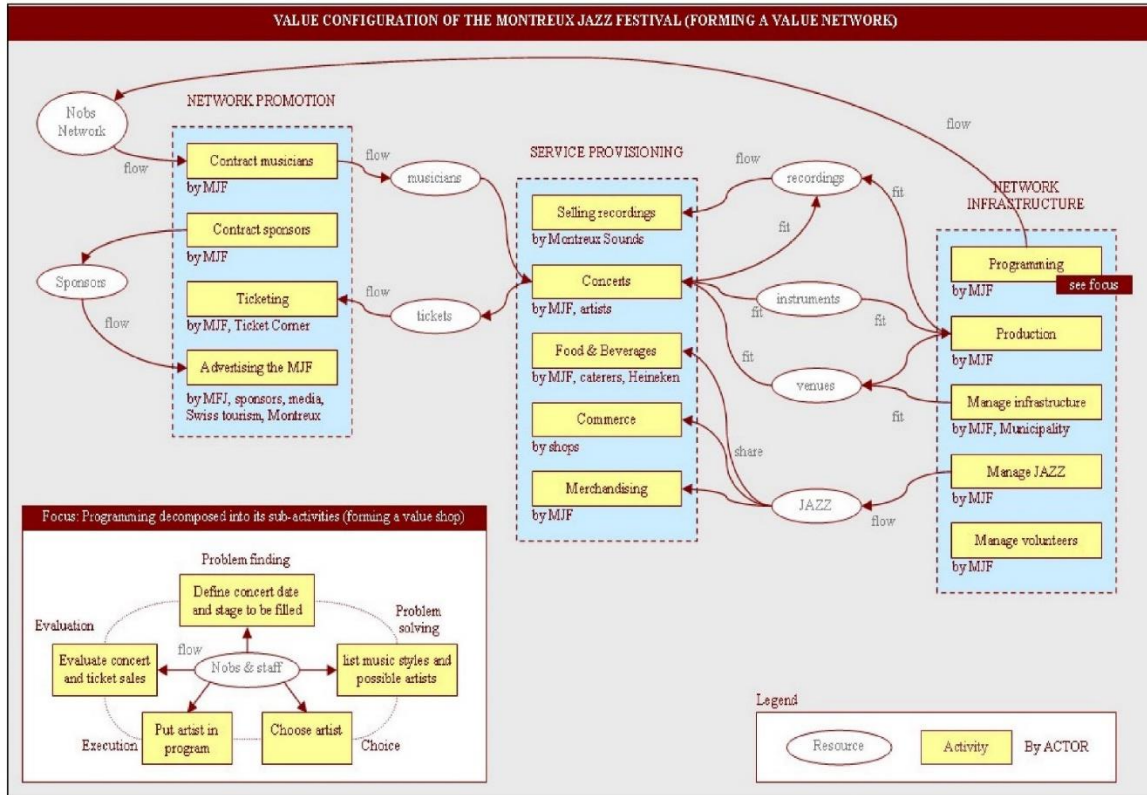 VALUE CONFIGURATION OF THE MONTREUX JAZZ FESTIVAL (FORMING A VALUE NETWORK)
Nobs
Network
flow
NETWORK PROMOTION
Contract musicians
by MJF
Contract sponsors
by MJF
Sponsors
flow
Ticketing
by MJF, Ticket Corner
Advertising the MJF
by MFJ, sponsors, media,
Swiss tourism, Montreux
flow
musicians
flow
tickets
SERVICE PROVISIONING
Selling recordings
by Montreux Sounds
Concerts
by MJF, artists
Food & Beverages
by MJF, caterers, Heineken
Commerce
by shops
Merchandising
by MJF
flow
recordings
fit
fit
instruments
fit
fit
fit
venues
fit
share
JAZZ
flow
flow
NETWORK
INFRASTRUCTURE
Programming
see focus
by MJF
Production
by MJF
Manage infrastructure
by MJF, Municipality
Manage JAZZ
by MJF
Manage volunteers
by MJF
Focus: Programming decomposed into its sub-activities (forming a value shop)
Problem finding
Define concert date
and stage to be filled
Problem
solving
Evaluation
Evaluate concert
and ticket sales
flow
Nobs & staff
list music styles and
possible artists
Execution
Put artist in
program
Choose artist
Choice
Legend
Resource
Activity
By ACTOR